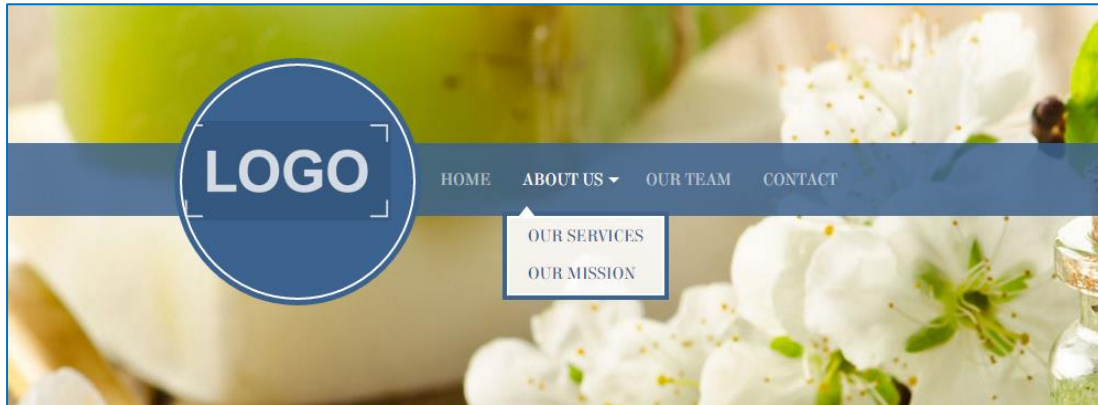 LOGO
HOME ABOUT US OUR TEAM CONTACT
OUR SERVICES
OUR MISSION